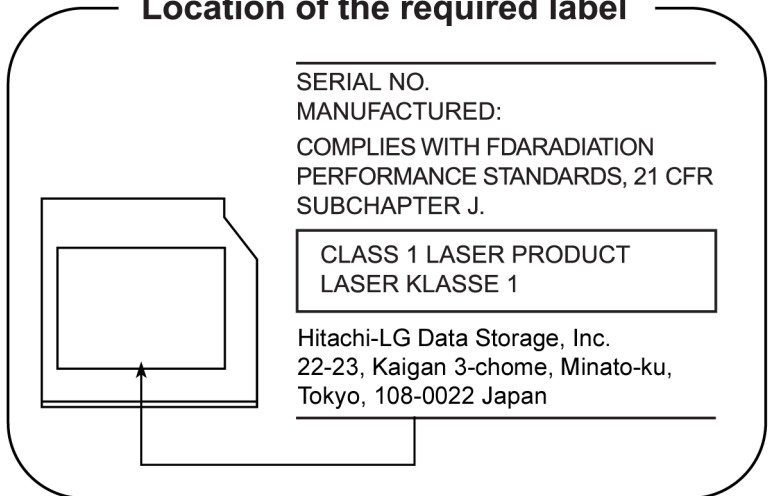 Location of the required label
SERIAL NO.
MANUFACTURED:
COMPLIES WITH FDARADIATION
PERFORMANCE STANDARDS, 21 CFR
SUBCHAPTER J.
CLASS 1 LASER PRODUCT
LASER KLASSE 1
Hitachi-LG Data Storage, Inc.
22-23, Kaigan 3-chome, Minato-ku,
Tokyo, 108-0022 Japan